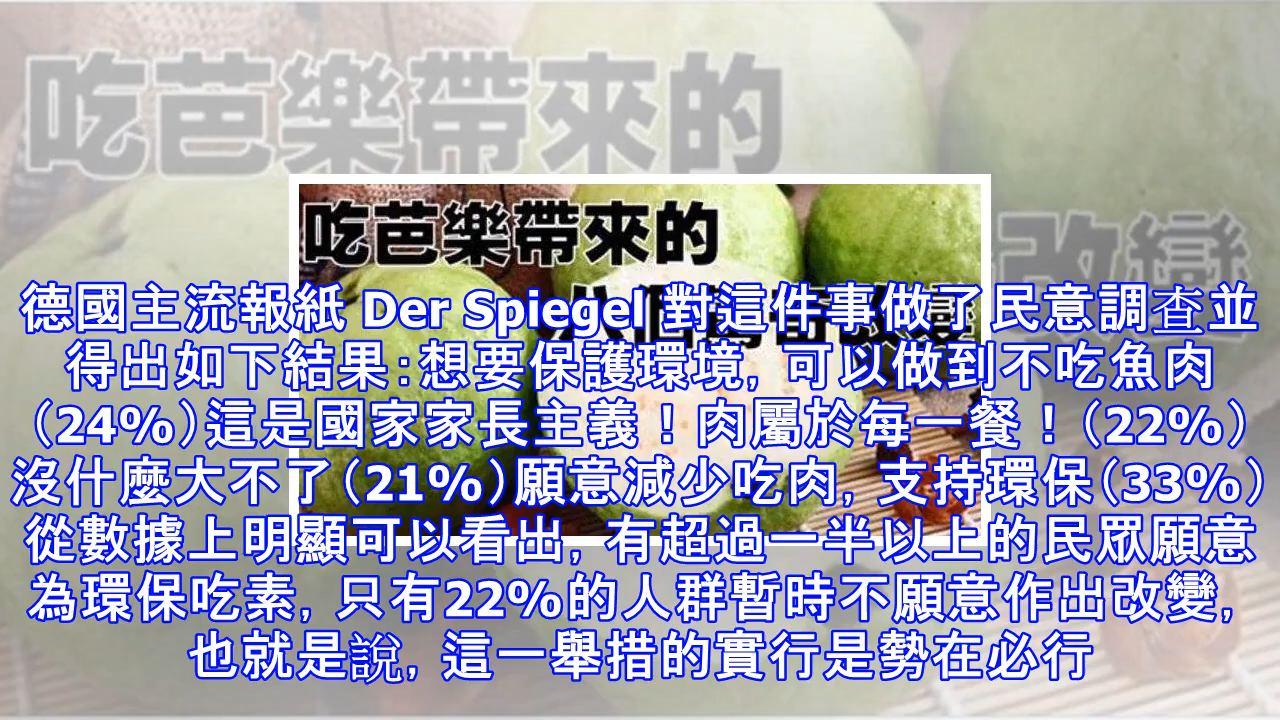 吃芭樂帶來的
改變
吃芭樂帶來的
德國主流報紙 Der Spiegel 對這件事做了民意調查並
得出如下結果:想要保護環境, 可以做到不吃魚肉
(24%)這是國家家長主義!肉屬於每一餐!(22%)
沒什麼大不了(21%)願意減少吃肉, 支持環保(33%)
從數據上明顯可以看出, 有超過一半以上的民眾願意
為環保吃素, 只有22%的人群暫時不願意作出改變,
也就是說, 這一舉措的實行是勢在必行